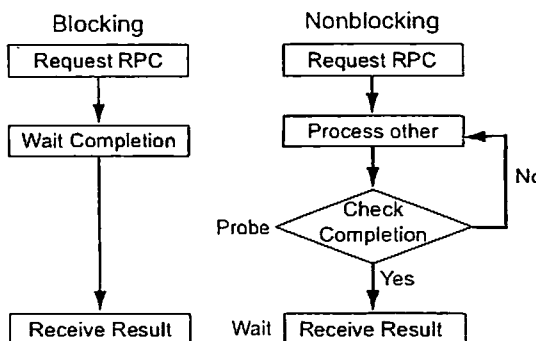 Blocking
Request RPC
Wait Completion
Receive Result
Nonblocking
Request RPC
Process other
Probe
Check
Completion
No
Yes
Wait
Receive Result